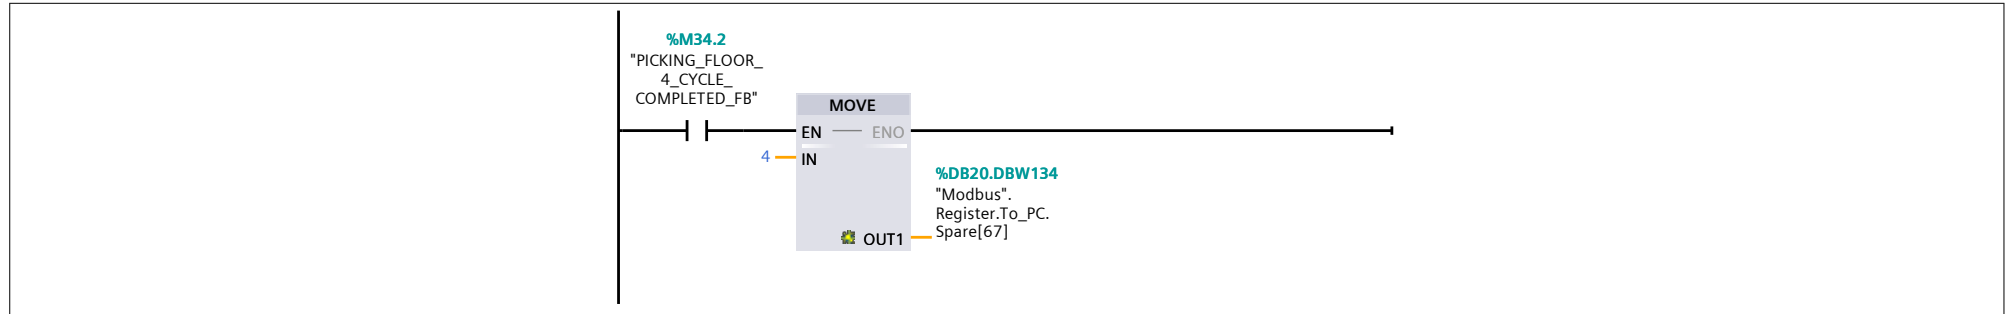 %M34.2
"PICKING_FLOOR_
4_CYCLE_
COMPLETED_FB"
MOVE
EN ENO
4 IN
%DB20.DBW134
"Modbus".
Register.To_PC.
Spare[67]
OUT1